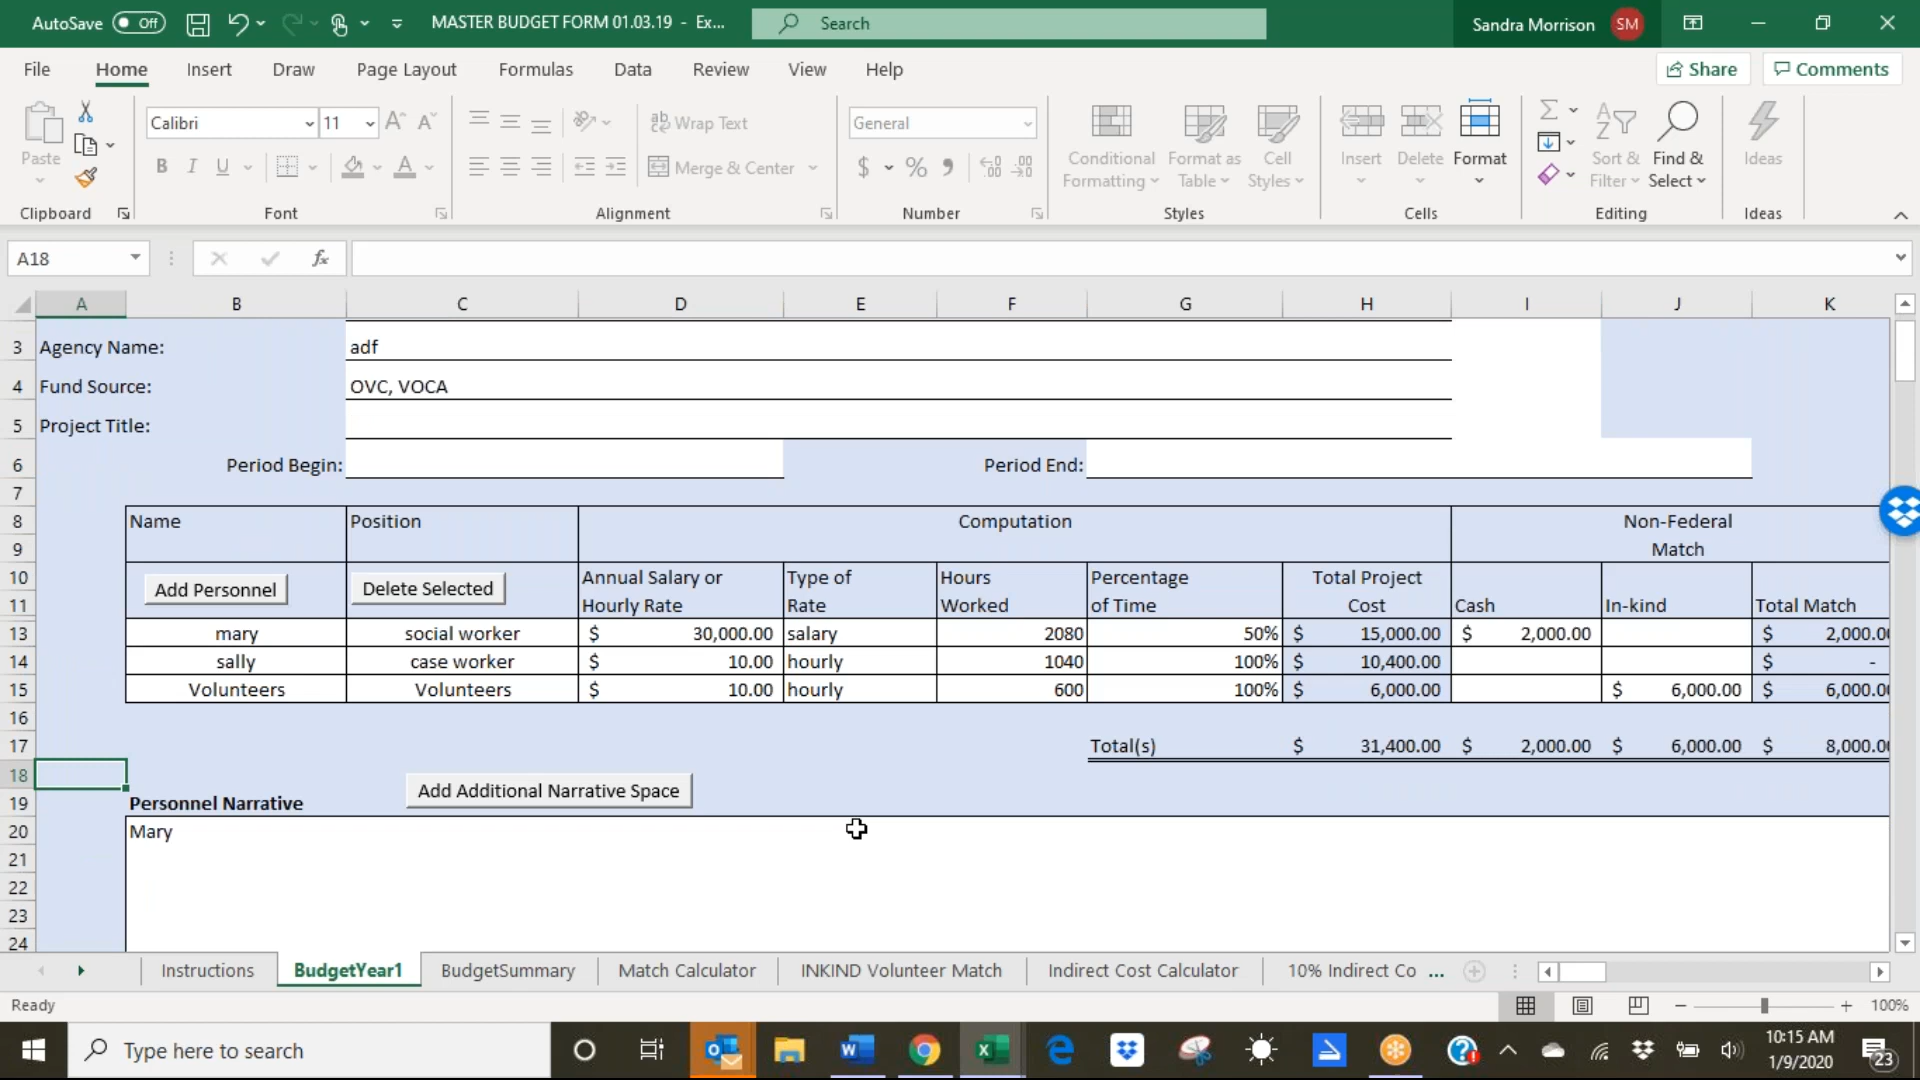 AutoSave Off MASTER BUDGET FORM 01.03.19 - Ex... Search Sandra Morrison SM
File Home Insert Draw Page Layout Formulas Data Review View Help Share Comments
Calibri 11 Wrap Text General
Paste B I U Merge & Center $ % Conditional Formatting Format as Table Cell Styles Insert Delete Format Sort & Filter Find & Select Ideas
Clipboard Font Alignment Number Styles Cells Editing Ideas
A18 fx
A B C D E F G H I J K
3 Agency Name: adf
4 Fund Source: OVC, VOCA
5 Project Title:
6 Period Begin: Period End:
7
8 Name Position Computation Non-Federal
9 Match
10 Add Personnel Delete Selected Annual Salary or Type of Hours Percentage Total Project
11 Hourly Rate Rate Worked of Time Cost Cash In-kind Total Match
13 mary social worker $ 30,000.00 salary 2080 50% $ 15,000.00 $ 2,000.00 $ 2,000.0
14 sally case worker $ 10.00 hourly 1040 100% $ 10,400.00 $ -
15 Volunteers Volunteers $ 10.00 hourly 600 100% $ 6,000.00 $ 6,000.00 $ 6,000.0
16
17 Total(s) $ 31,400.00 $ 2,000.00 $ 6,000.00 $ 8,000.0
18 Add Additional Narrative Space
19 Personnel Narrative
20 Mary
21
22
23
24
Instructions BudgetYear1 BudgetSummary Match Calculator INKIND Volunteer Match Indirect Cost Calculator 10% Indirect Co ...
Ready 100%
Type here to search 10:15 AM
1/9/2020 23